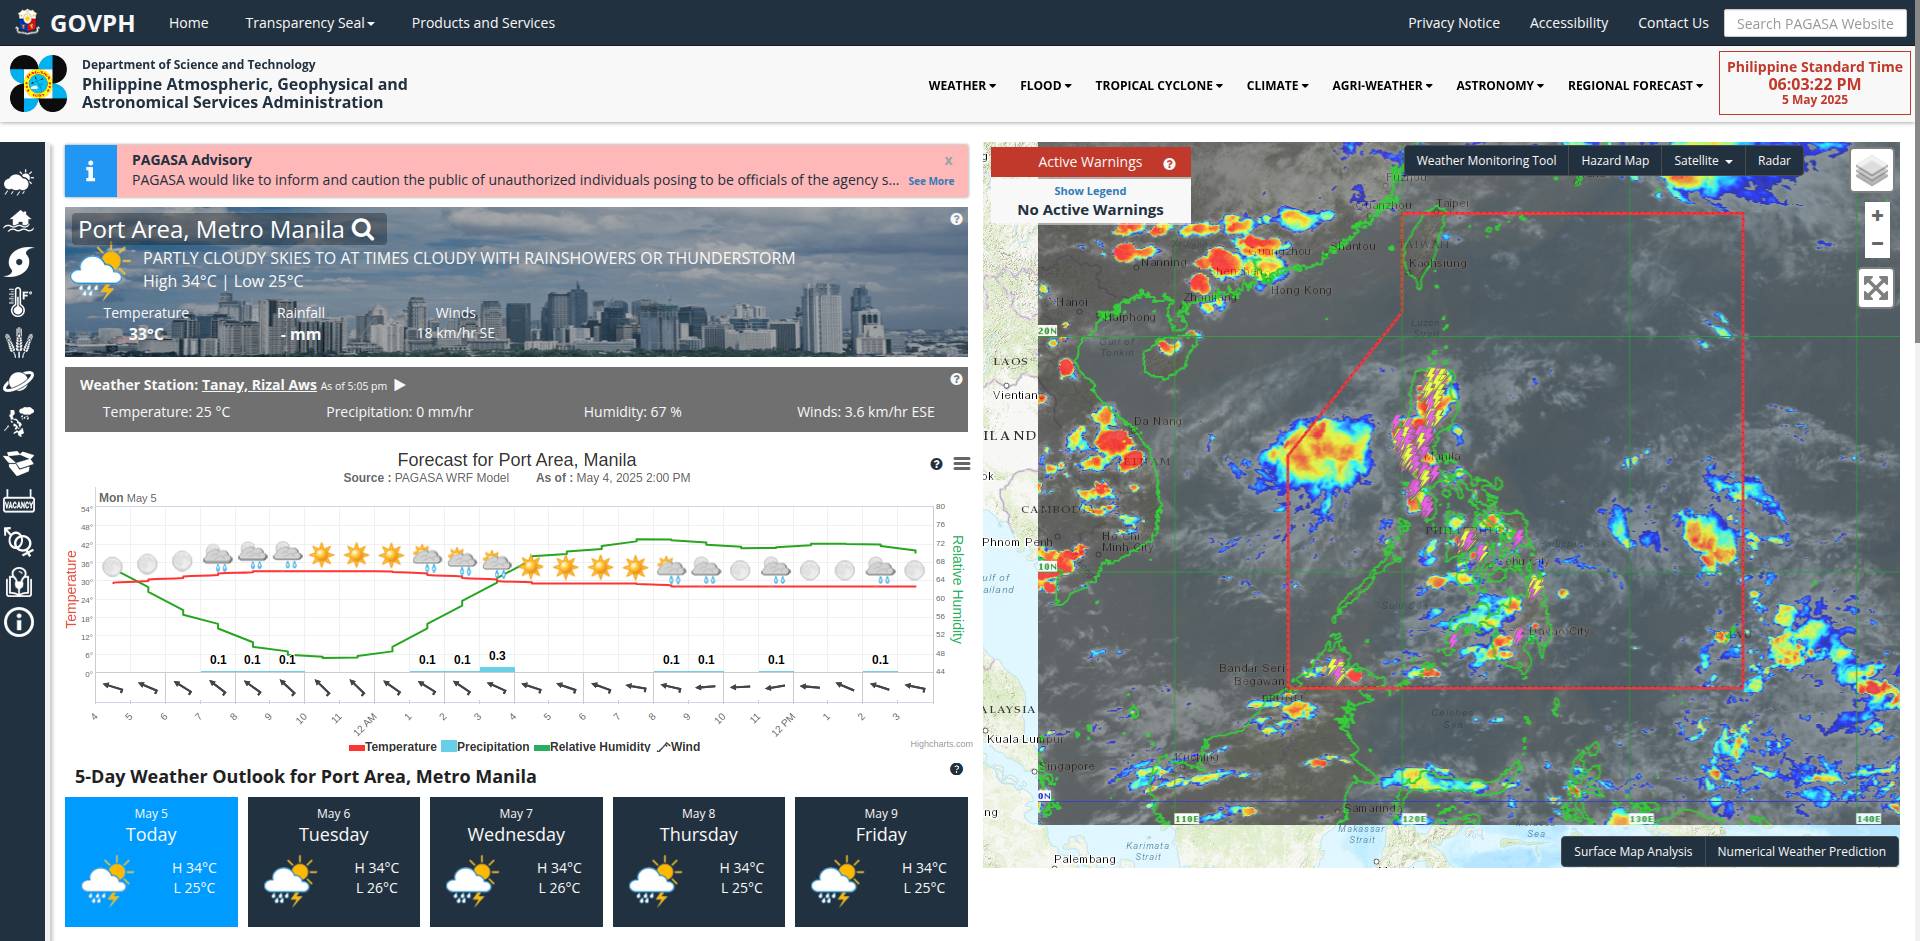 GOVPH
Home
Transparency Seal
Products and Services
Privacy Notice
Accessibility
Contact Us
Search PAGASA Website
Department of Science and Technology
Philippine Atmospheric, Geophysical and
Astronomical Services Administration
WEATHER
FLOOD
TROPICAL CYCLONE
CLIMATE
AGRI-WEATHER
ASTRONOMY
REGIONAL FORECAST
Philippine Standard Time
06:03:22 PM
5 May 2025
VACANCY
PAGASA Advisory
x
PAGASA would like to inform and caution the public of unauthorized individuals posing to be officials of the agency s... See More
Port Area, Metro Manila
PARTLY CLOUDY SKIES TO AT TIMES CLOUDY WITH RAINSHOWERS OR THUNDERSTORM
High 34°C | Low 25°C
Temperature
Rainfall
Winds
33°C
- mm
18 km/hr SE
Weather Station: Tanay, Rizal Aws As of 5:05 pm
Temperature: 25 °C
Precipitation: 0 mm/hr
Humidity: 67 %
Winds: 3.6 km/hr ESE
Forecast for Port Area, Manila
Source : PAGASA WRF Model As of : May 4, 2025 2:00 PM
Mon May 5
54° 48° 42° 36° 30° 24° 18° 12° 6° 0°
Temperature
80 76 72 68 64 60 56 52 48 44
Relative Humidity
0.1 0.1 0.1 0.1 0.1 0.3 0.1 0.1 0.1 0.1
4 5 6 7 8 9 10 11 12 AM 1 2 3 4 5 6 7 8 9 10 11 12 PM 1 2 3
Temperature Precipitation Relative Humidity Wind
Highcharts.com
5-Day Weather Outlook for Port Area, Metro Manila
May 5
Today
H 34°C
L 25°C
May 6
Tuesday
H 34°C
L 26°C
May 7
Wednesday
H 34°C
L 26°C
May 8
Thursday
H 34°C
L 25°C
May 9
Friday
H 34°C
L 25°C
Active Warnings
Show Legend
No Active Warnings
Weather Monitoring Tool
Hazard Map
Satellite
Radar
+
−
Fuzhou
Quanzhou
Taipei
TAIWAN
Kaohsiung
Shantou
Guangzhou
Shenzhen
Nanning
Hong Kong
Zhanjiang
Hanoi
Haiphong
Gulf of
Tonkin
Luzon
Strait
20N
LAOS
Vientian
ILAND
Da Nang
VIETNAM
ok
CAMBOD
Phnom Penh
Ho Chi
Minh City
10N
ulf of
ailand
Manila
Cebu City
Davao City
Bandar Seri
Begawan
BRUNEI
ALAYSIA
Kuala Lumpur
Singapore
Kuching
Celebes
Sea
0N
ng
110E
120E
130E
140E
Samarinda
Makassar
Strait
Karimata
Strait
Palembang
Sea
Surface Map Analysis
Numerical Weather Prediction